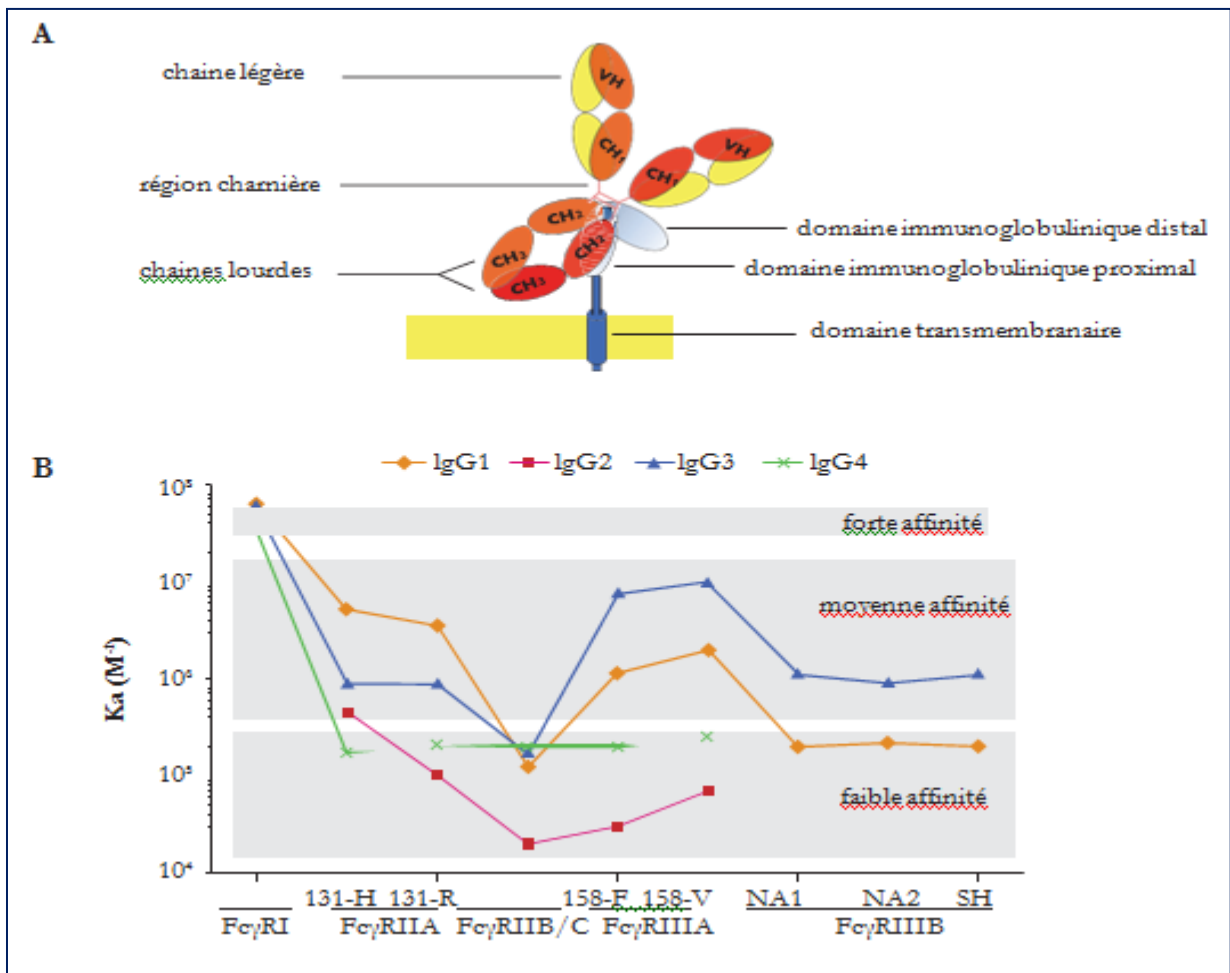 A
chaine légère
VH
CH1
VH
CH1
région charnière
CH2
CH2
domaine immunoglobulinique distal
CH3
chaines lourdes
CH3
domaine immunoglobulinique proximal
domaine transmembranaire
B
IgG1 IgG2 IgG3 IgG4
10⁸
forte affinité
10⁷
moyenne affinité
10⁶
Ka (M⁻¹)
10⁵
faible affinité
10⁴
131-H 131-R 158-F 158-V NA1 NA2 SH
FcγRI FcγRIIA FcγRIIB/C FcγRIIIA FcγRIIIB